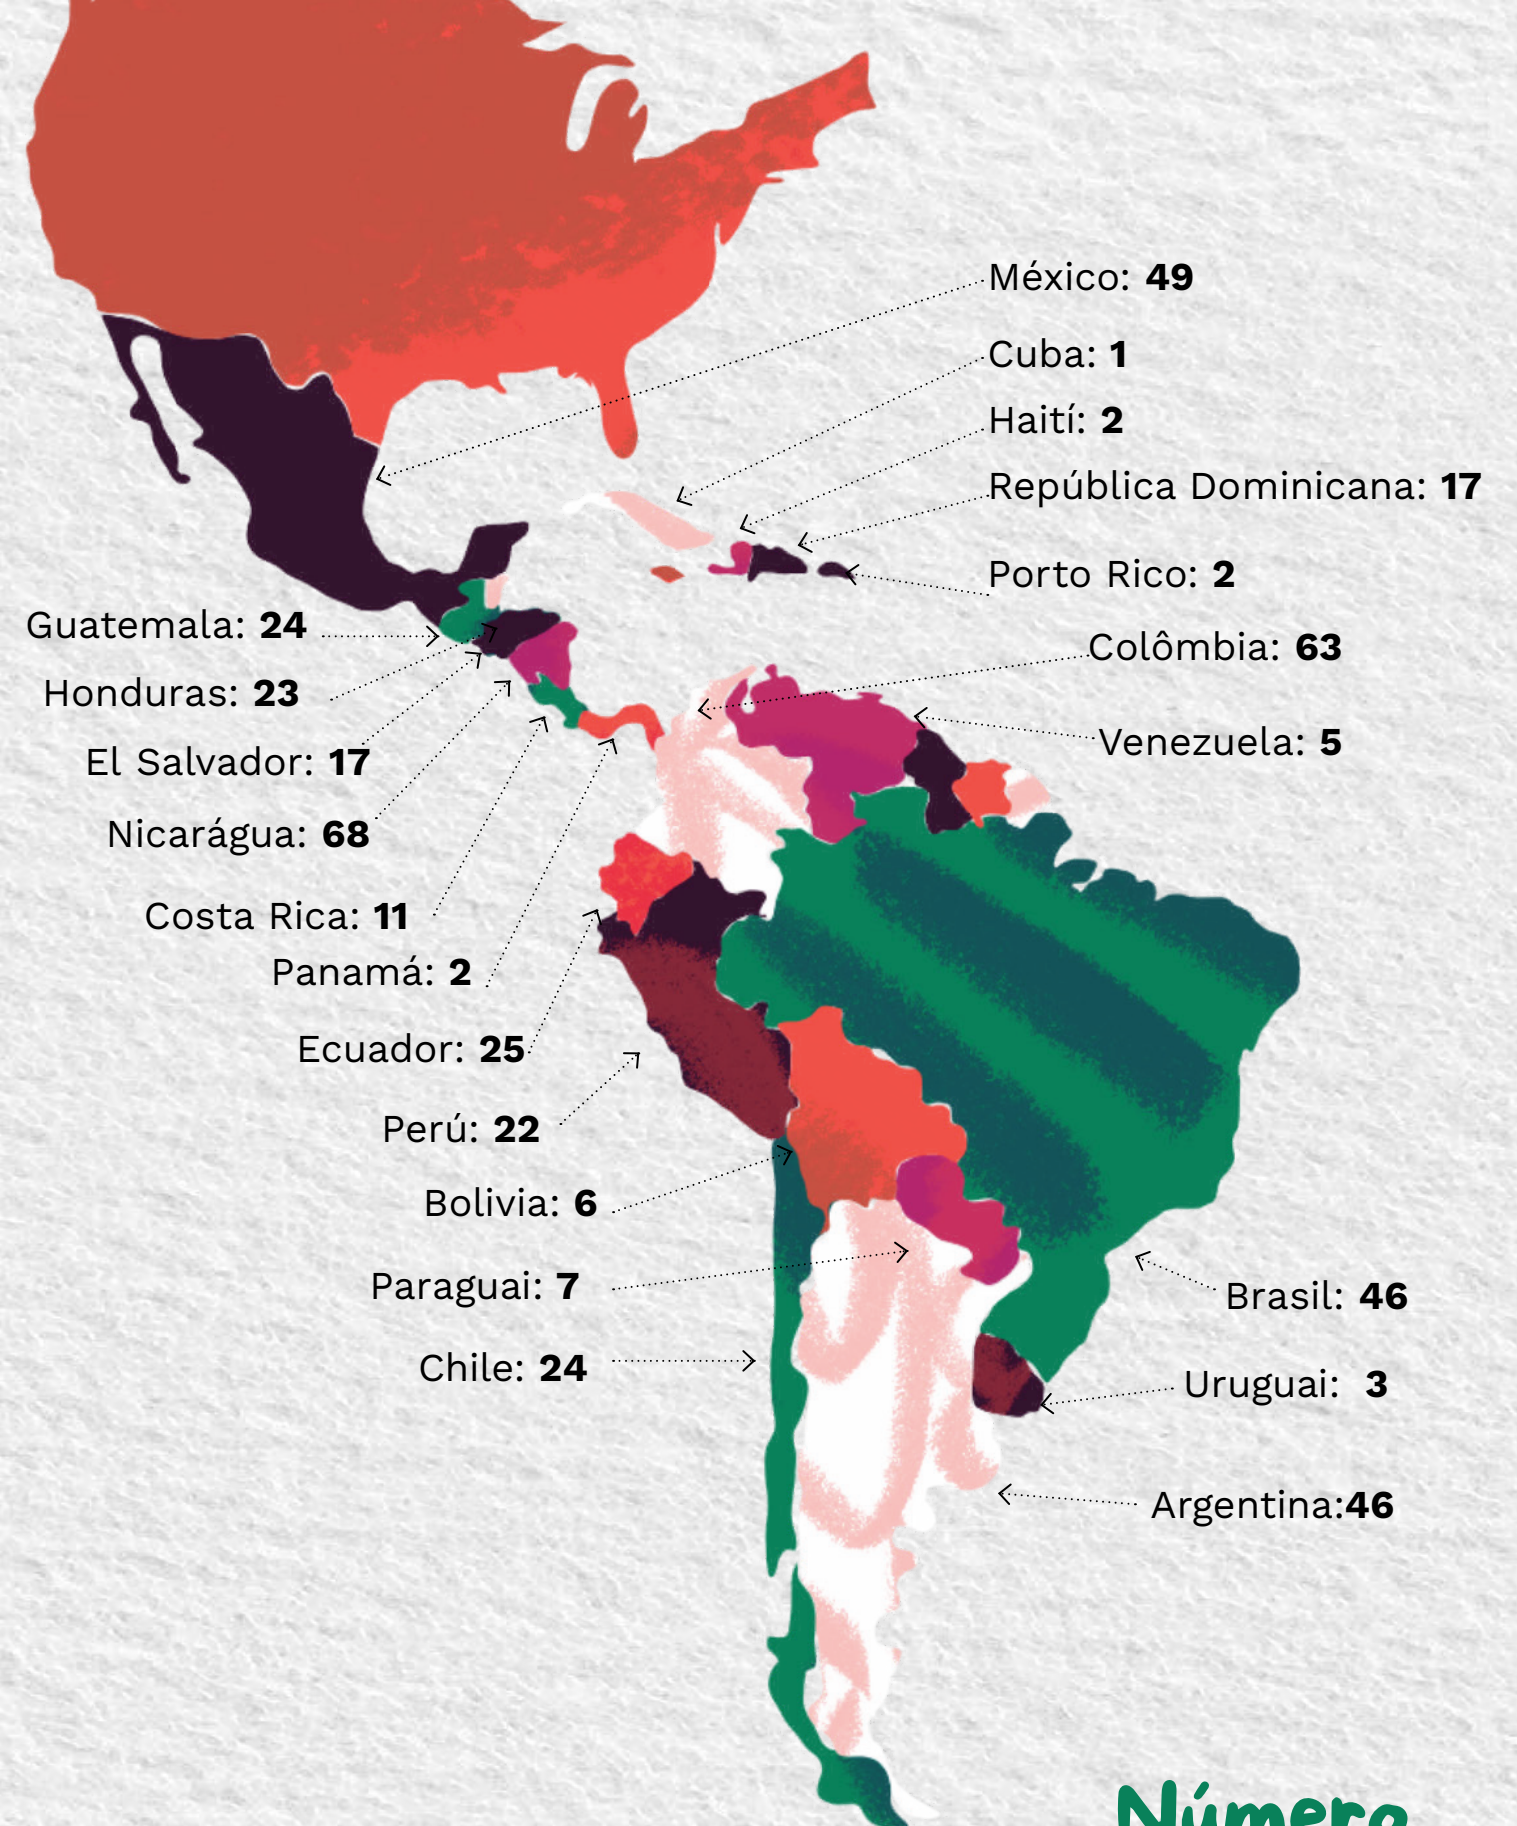 México: 49
Cuba: 1
Haití: 2
República Dominicana: 17
Porto Rico: 2
Guatemala: 24
Colômbia: 63
Honduras: 23
Venezuela: 5
El Salvador: 17
Nicarágua: 68
Costa Rica: 11
Panamá: 2
Ecuador: 25
Perú: 22
Bolivia: 6
Paraguai: 7
Brasil: 46
Chile: 24
Uruguai: 3
Argentina:46
Número